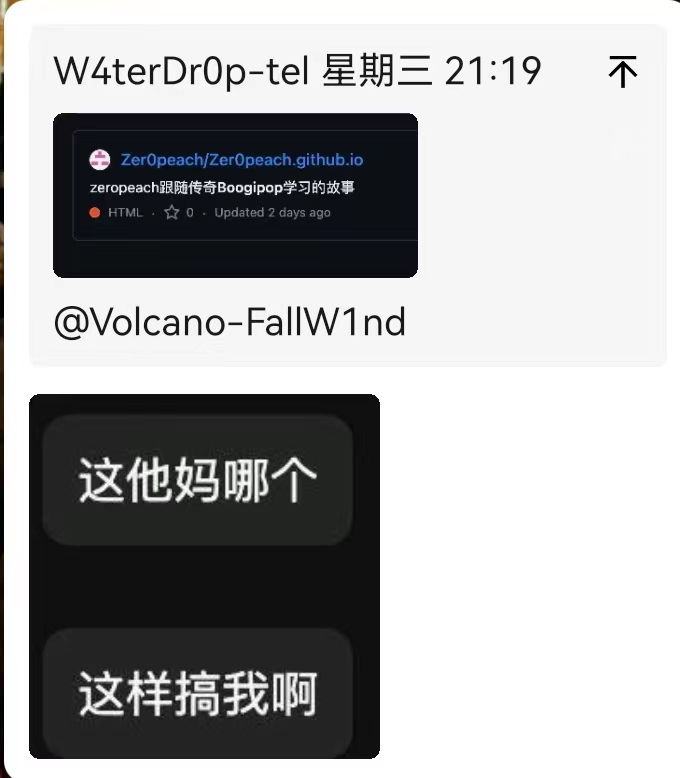 W4terDr0p-tel 星期三 21:19
Zer0peach/Zer0peach.github.io
zeropeach跟随传奇Boogipop学习的故事
HTML · 0 · Updated 2 days ago
@Volcano-FallW1nd
这他妈哪个
这样搞我啊